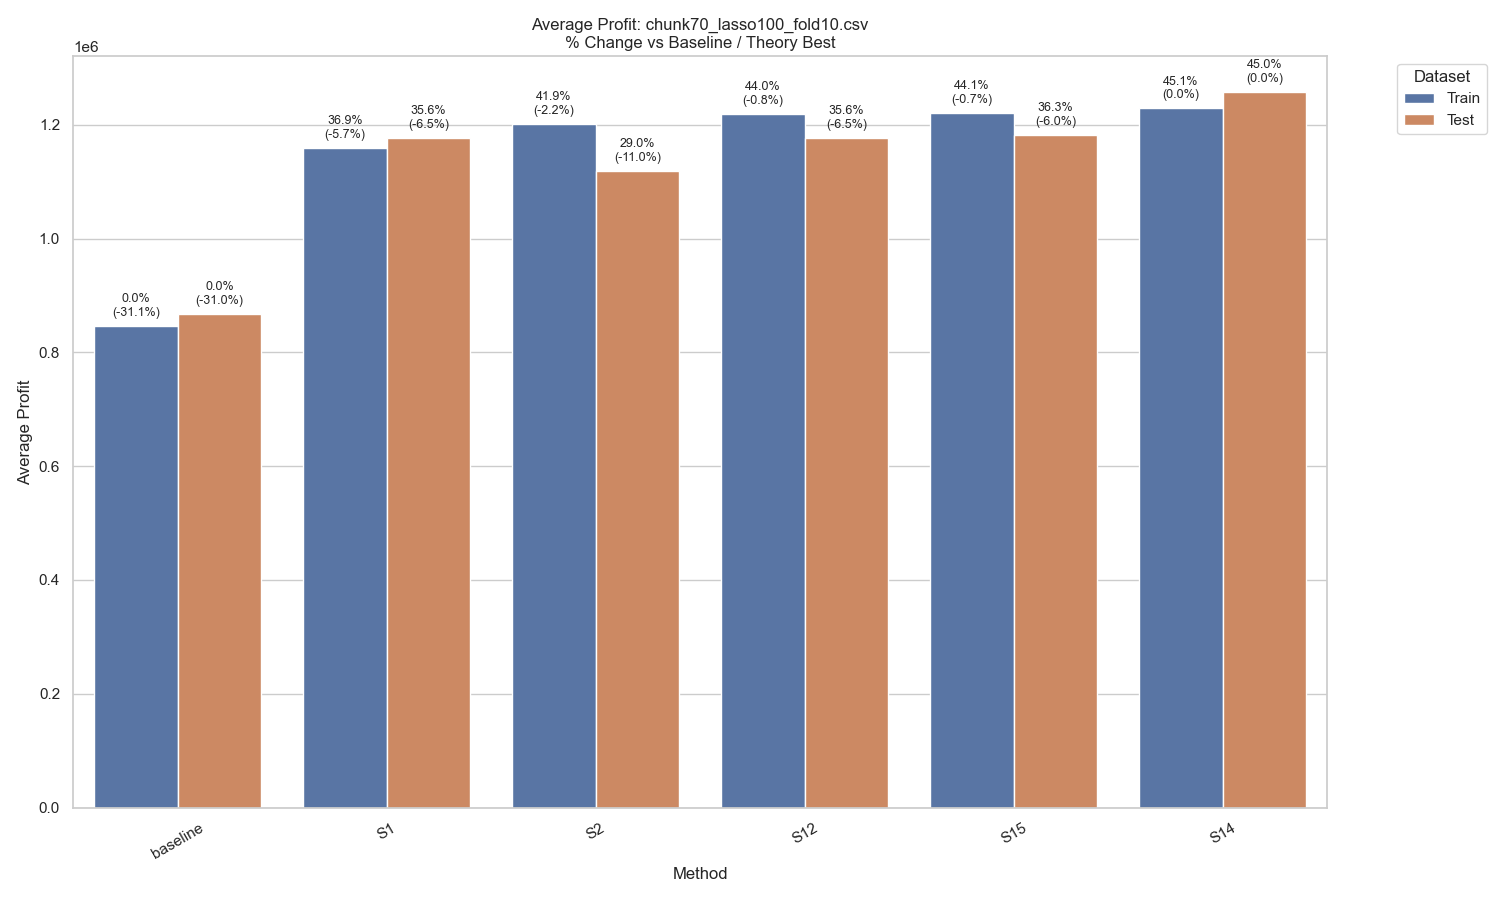 Average Profit: chunk70_lasso100_fold10.csv
% Change vs Baseline / Theory Best
1e6
Average Profit
1.2
1.0
0.8
0.6
0.4
0.2
0.0
0.0%
(-31.1%)
0.0%
(-31.0%)
36.9%
(-5.7%)
35.6%
(-6.5%)
41.9%
(-2.2%)
29.0%
(-11.0%)
44.0%
(-0.8%)
35.6%
(-6.5%)
44.1%
(-0.7%)
36.3%
(-6.0%)
45.1%
(0.0%)
45.0%
(0.0%)
baseline
S1
S2
S12
S15
S14
Method
Dataset
Train
Test